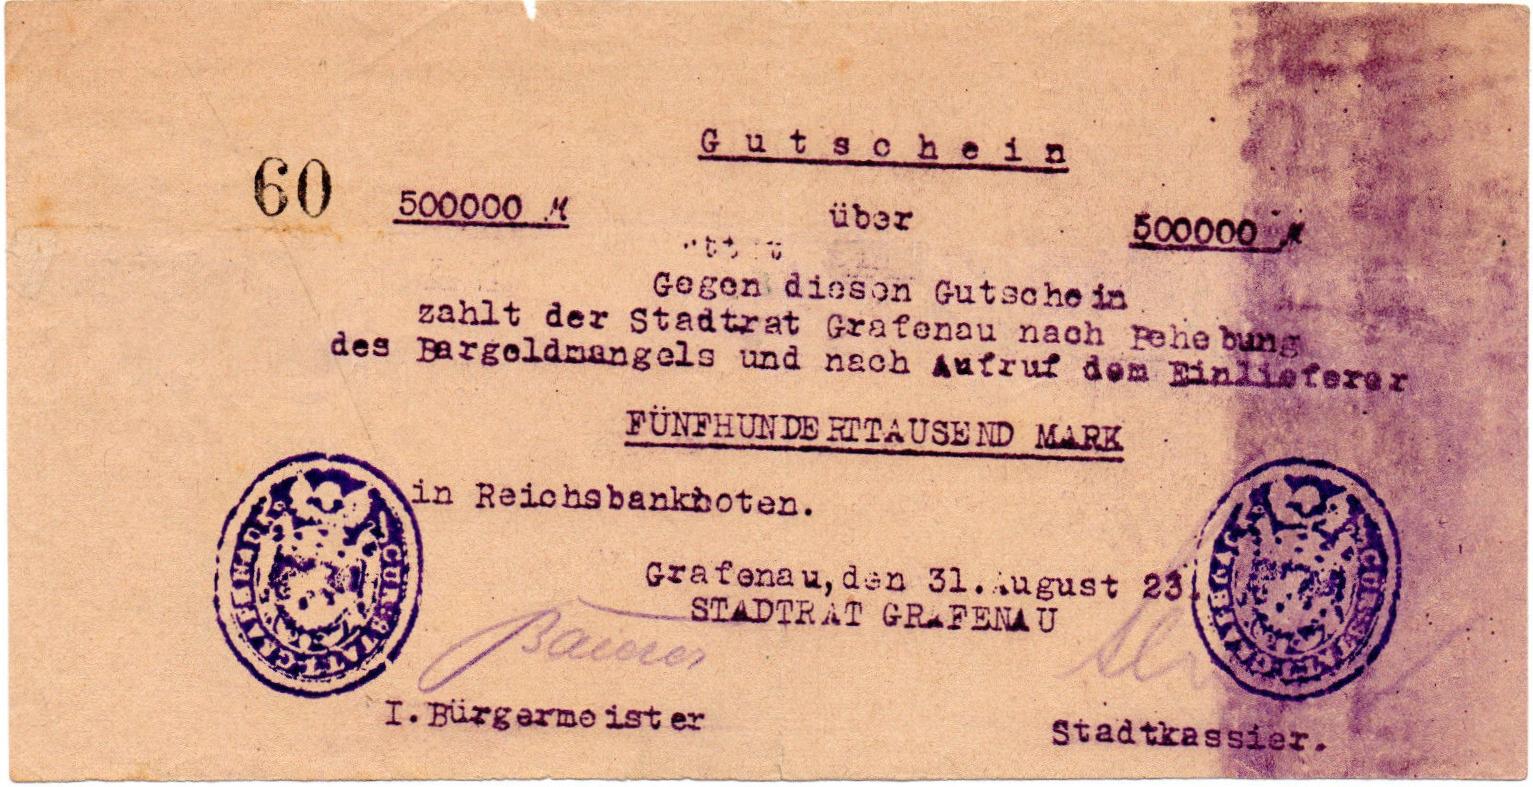 Gutschein
60 500000 M über 500000 M
Gegen diesen Gutschein
zahlt der Stadtrat Grafenau nach Behebung
des Bargeldmangels und nach Aufruf dem Einlieferer
FÜNFHUNDERTTAUSEND MARK
in Reichsbanknoten.
Grafenau, den 31. August 23.
STADTRAT GRAFENAU
I. Bürgermeister
Stadtkassier.